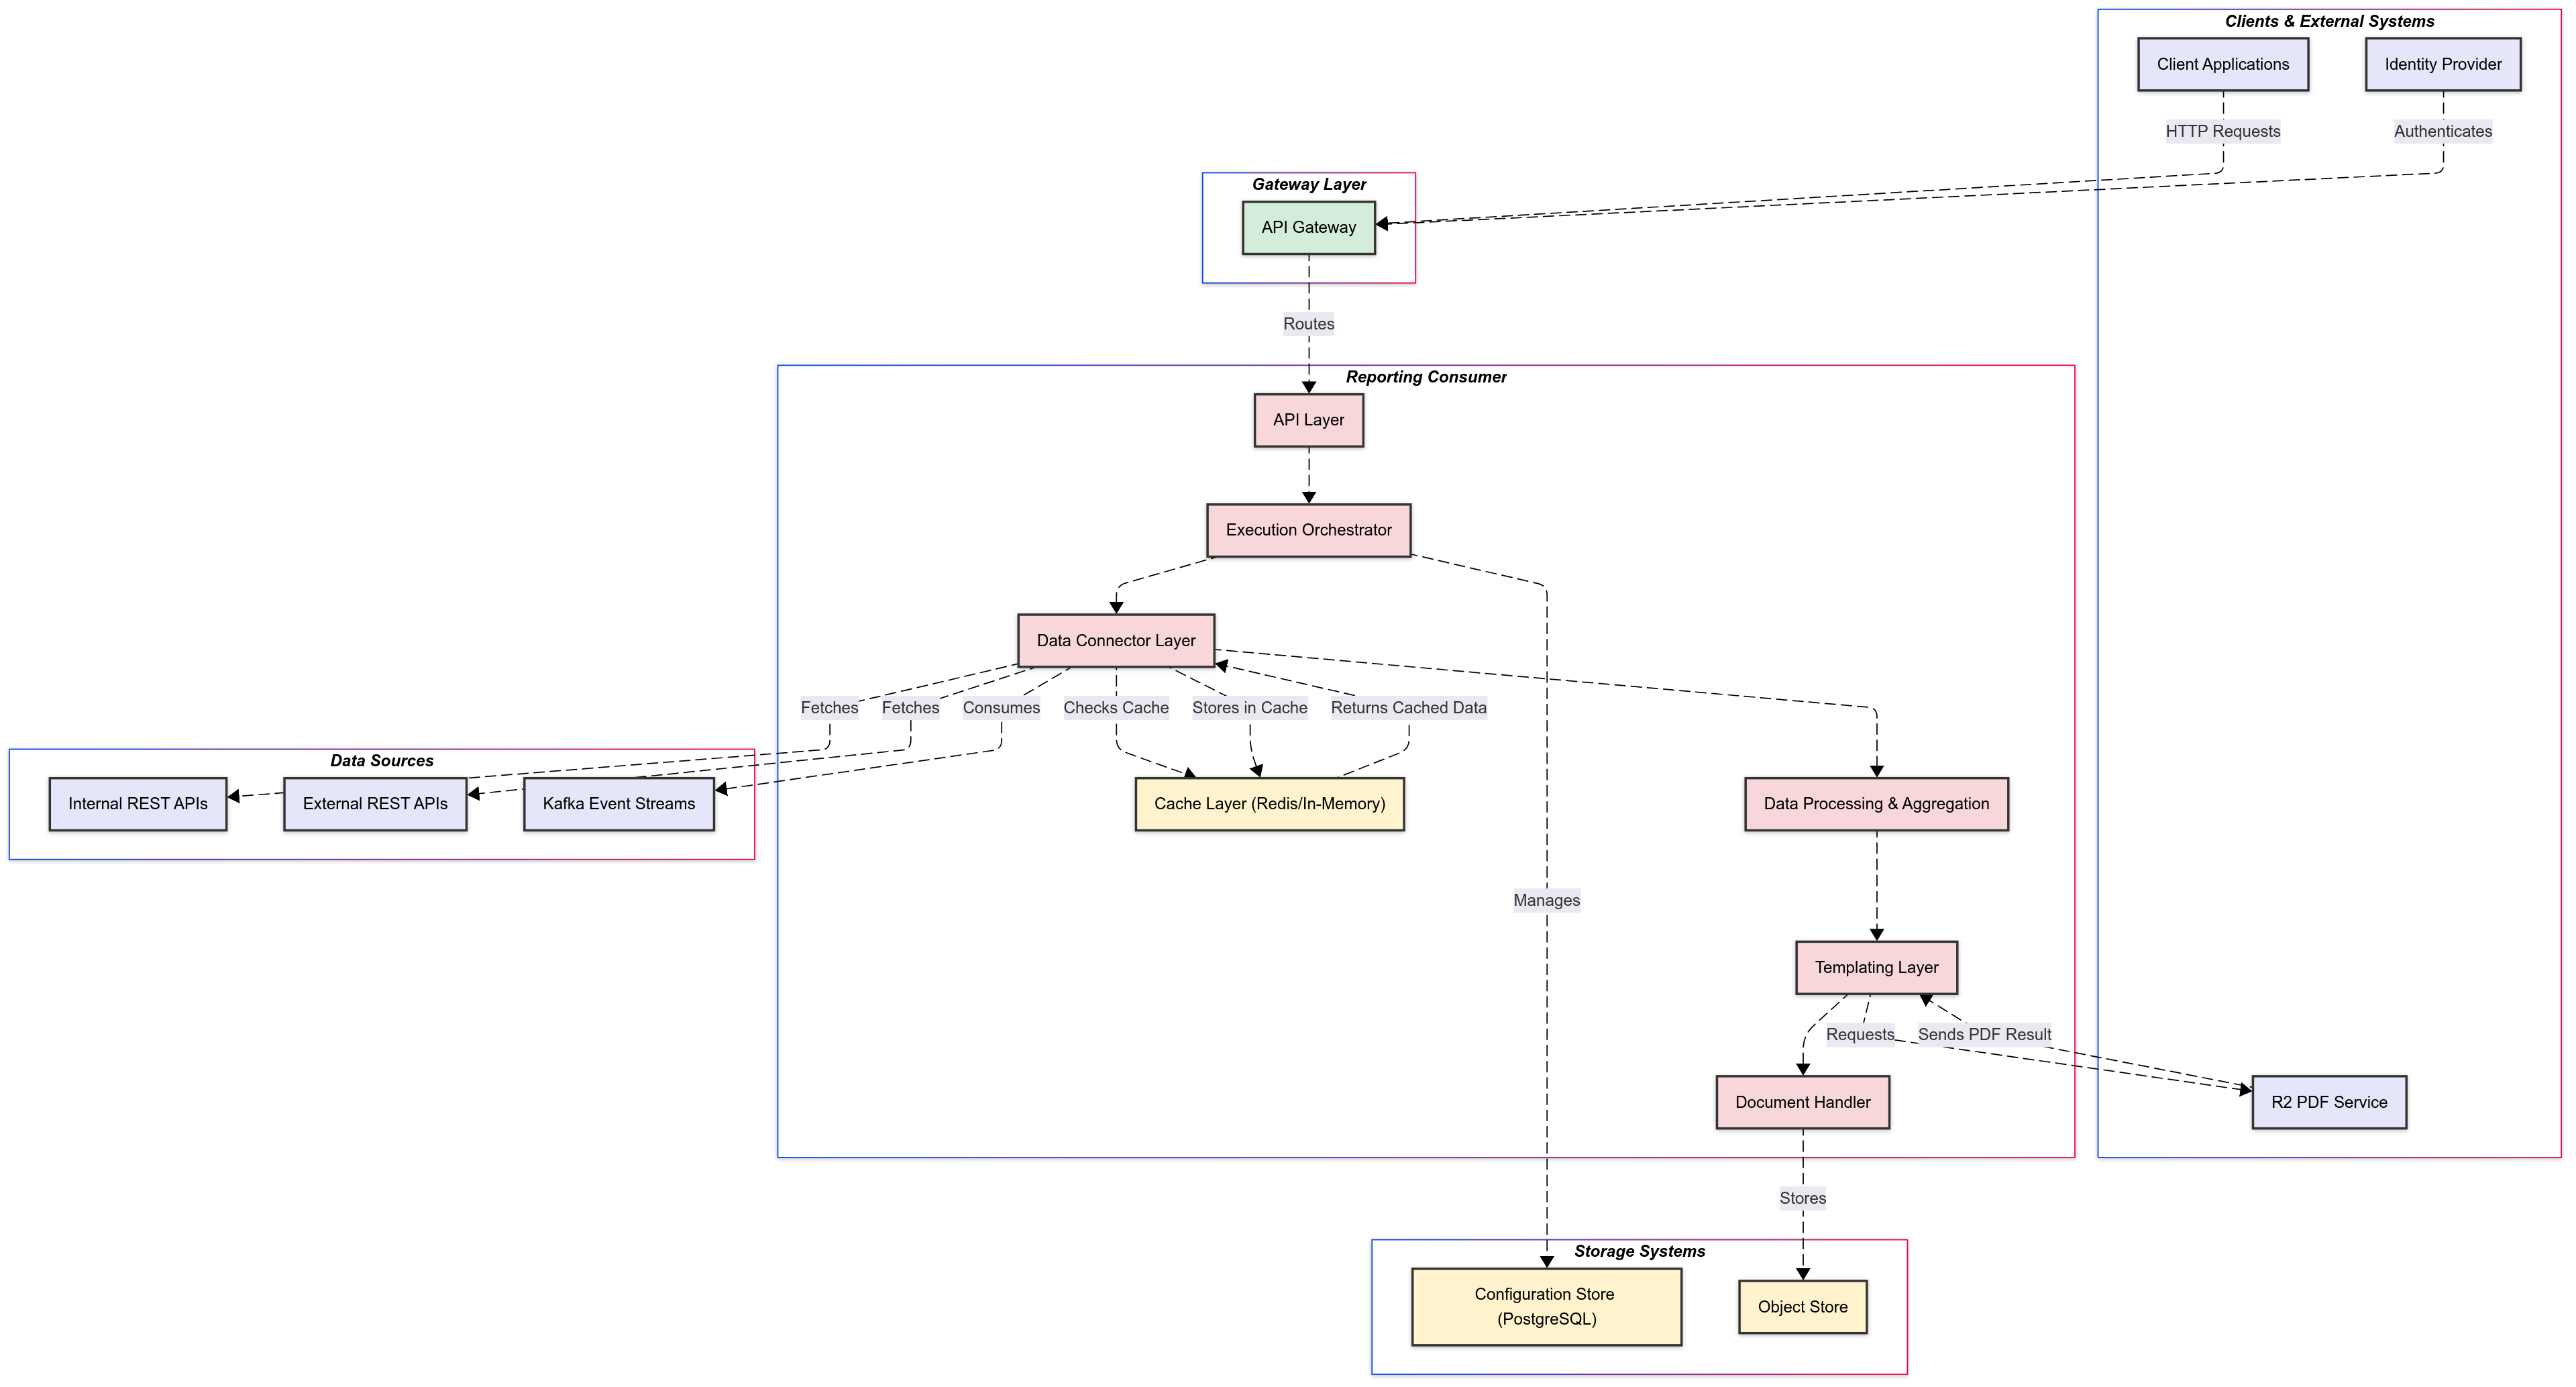 Clients & External Systems
Client Applications
Identity Provider
HTTP Requests
Authenticates
Gateway Layer
API Gateway
Routes
Reporting Consumer
API Layer
Execution Orchestrator
Data Connector Layer
Fetches
Fetches
Consumes
Checks Cache
Stores in Cache
Returns Cached Data
Data Sources
Internal REST APIs
External REST APIs
Kafka Event Streams
Cache Layer (Redis/In-Memory)
Data Processing & Aggregation
Manages
Templating Layer
Requests
Sends PDF Result
Document Handler
R2 PDF Service
Stores
Storage Systems
Configuration Store
(PostgreSQL)
Object Store